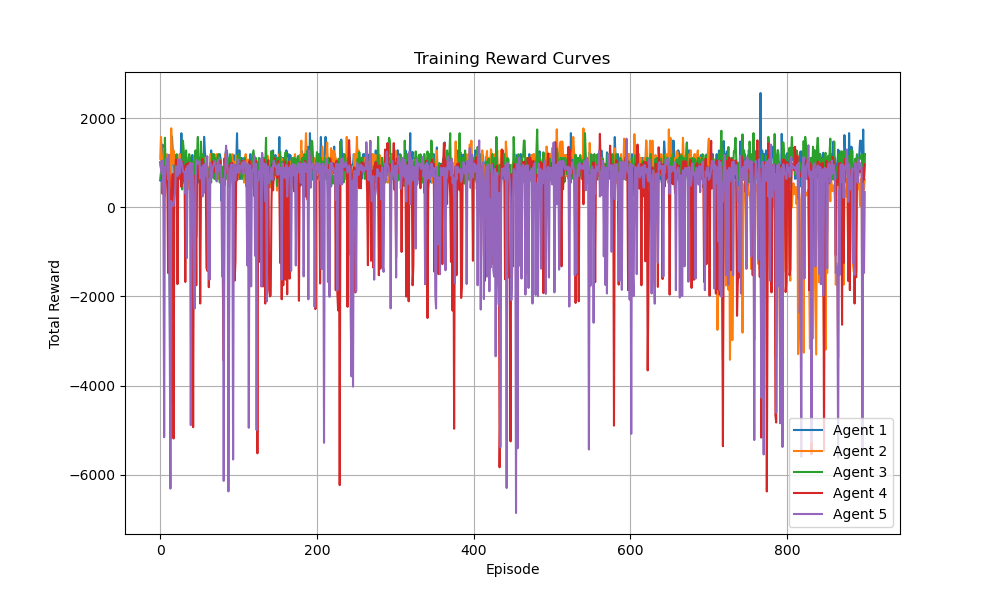 Training Reward Curves
Total Reward
2000
0
−2000
−4000
−6000
0 200 400 600 800
Episode
Agent 1
Agent 2
Agent 3
Agent 4
Agent 5